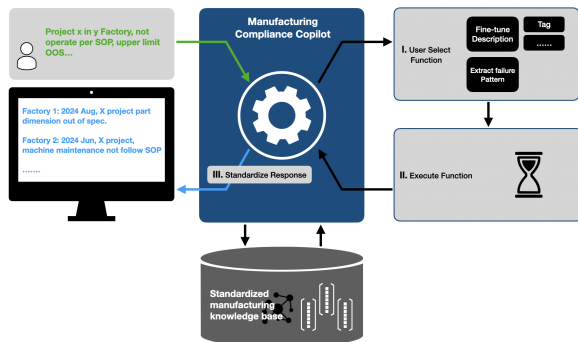 Project x in y Factory, not
operate per SOP, upper limit
OOS...
Manufacturing
Compliance Copilot
I. User Select
Function
Fine-tune
Description
Tag
......
Extract failure
Pattern
Factory 1: 2024 Aug, X project part
dimension out of spec.
Factory 2: 2024 Jun, X project,
machine maintenance not follow SOP
.......
III. Standardize Response
II. Execute Function
Standardized
manufacturing
knowledge base